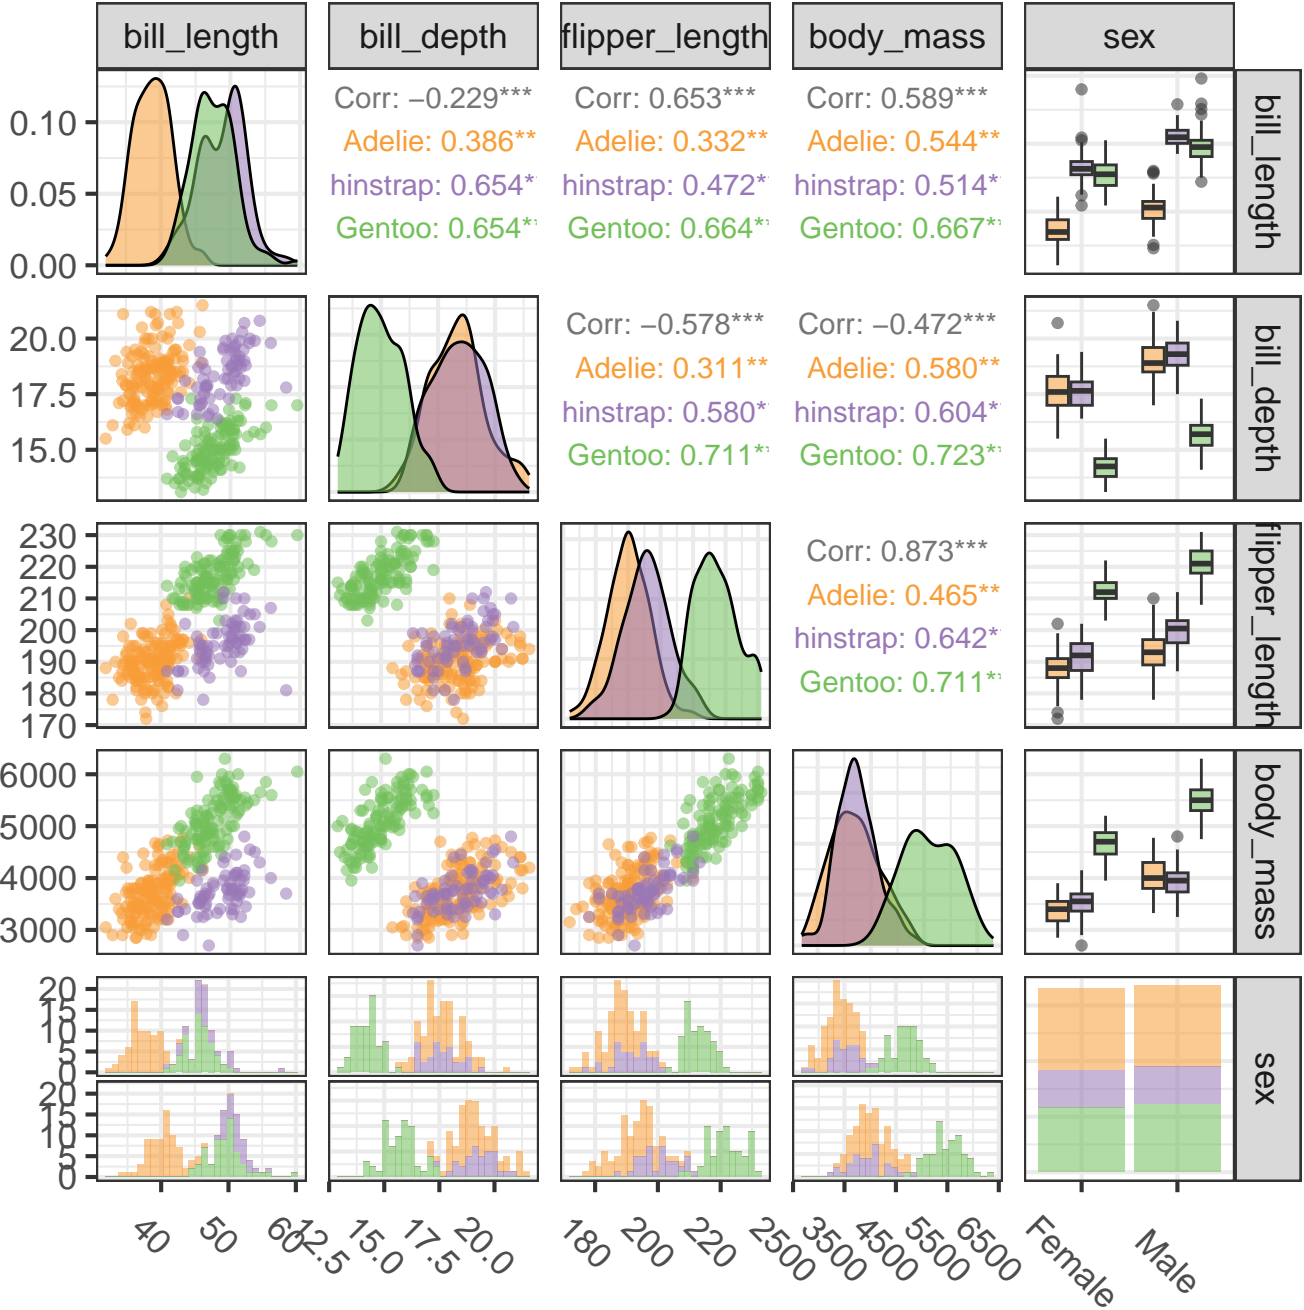 bill_length bill_depth flipper_length body_mass sex
0.10
0.05
0.00
Corr: −0.229***
Adelie: 0.386**
hinstrap: 0.654*
Gentoo: 0.654*
Corr: 0.653***
Adelie: 0.332**
hinstrap: 0.472*
Gentoo: 0.664*
Corr: 0.589***
Adelie: 0.544**
hinstrap: 0.514*
Gentoo: 0.667*
bill_length
20.0
17.5
15.0
Corr: −0.578***
Adelie: 0.311**
hinstrap: 0.580*
Gentoo: 0.711*
Corr: −0.472***
Adelie: 0.580**
hinstrap: 0.604*
Gentoo: 0.723*
bill_depth
230
220
210
200
190
180
170
Corr: 0.873***
Adelie: 0.465**
hinstrap: 0.642*
Gentoo: 0.711*
flipper_length
6000
5000
4000
3000
body_mass
20
15
10
5
0
20
15
10
5
0
sex
40 50 60
12.5 15.0 17.5 20.0
180 200 220
2500 3500 4500 5500 6500
Female Male